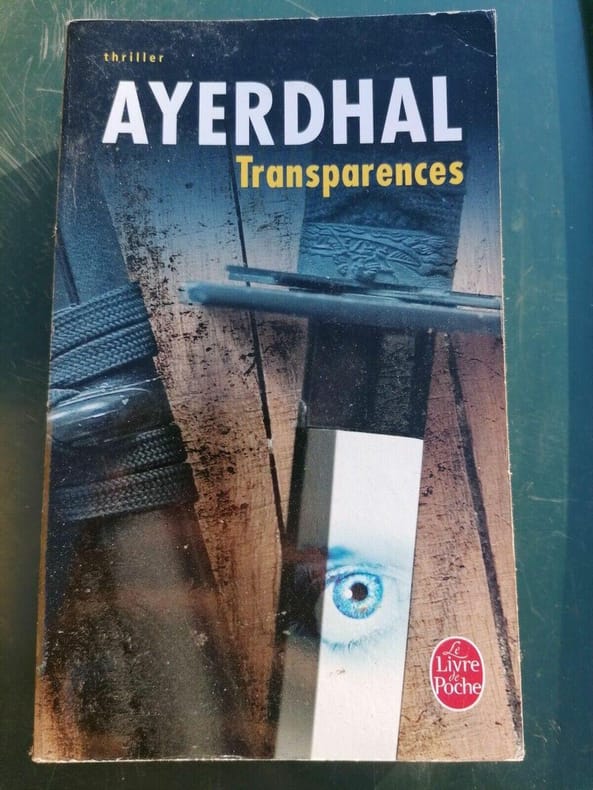 thriller
AYERDHAL
Transparences
Le
Livre
de
Poche